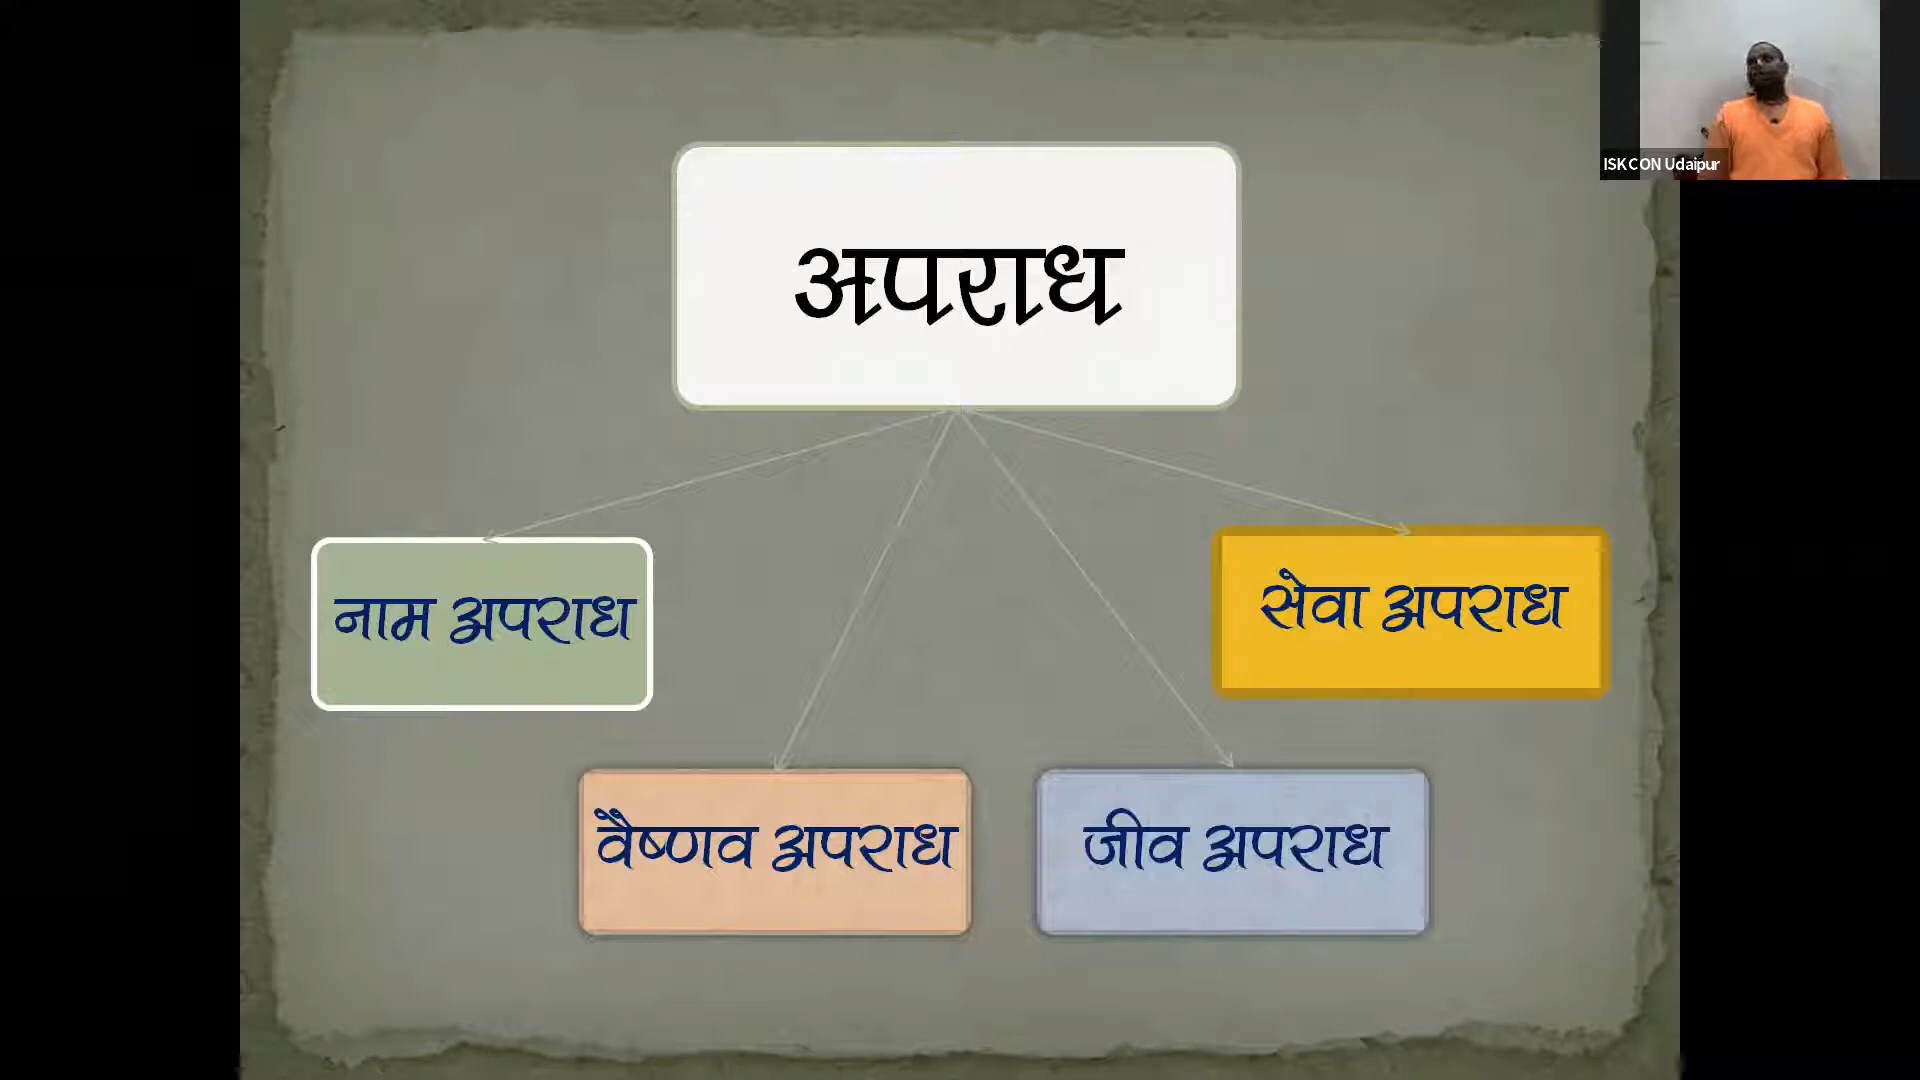 ISKCON Udaipur
अपराध
नाम अपराध
सेवा अपराध
वैष्णव अपराध
जीव अपराध